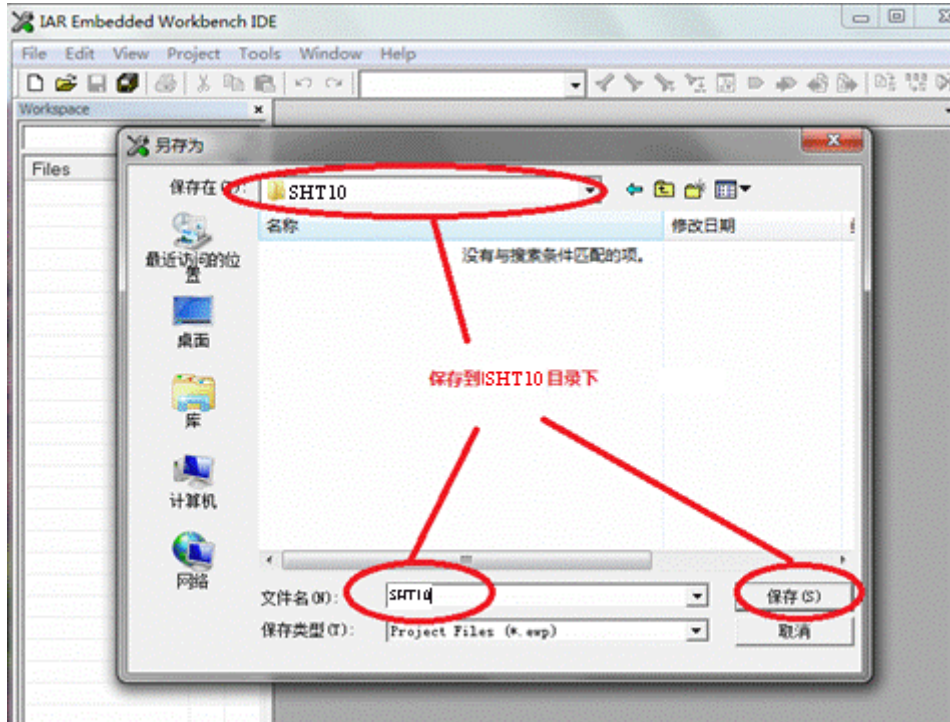 IAR Embedded Workbench IDE
File Edit View Project Tools Window Help
Workspace
Files
另存为
保存在
SHT10
名称
修改日期
没有与搜索条件匹配的项。
最近访问的位
置
桌面
库
计算机
网络
保存到SHT10目录下
文件名(N):
SHT10
保存(S)
保存类型(T):
Project Files (*.ewp)
取消